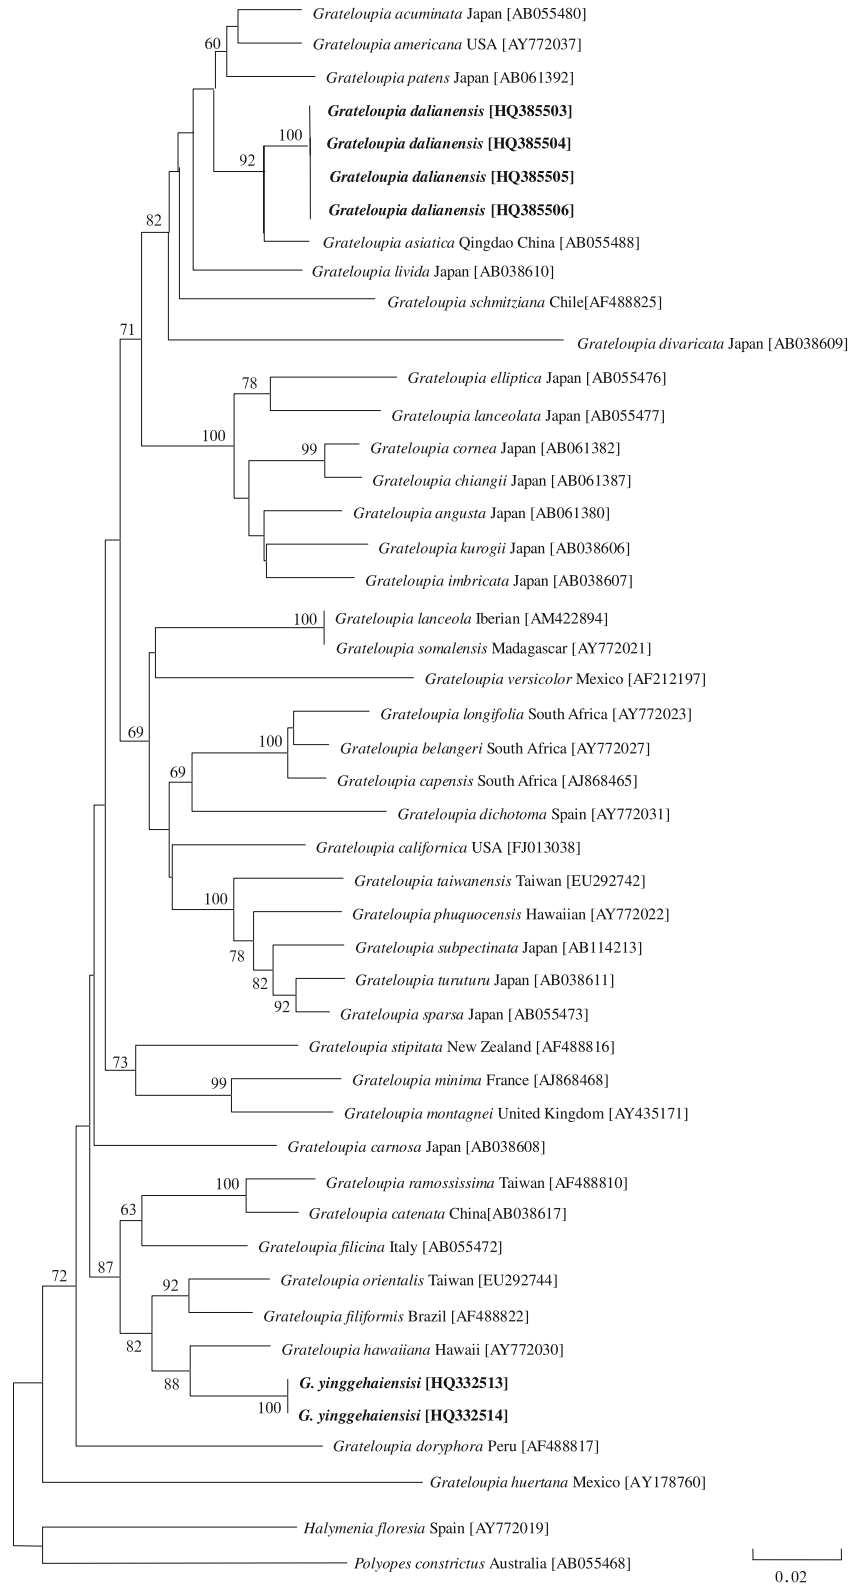 Grateloupia acuminata Japan [AB055480]
60
Grateloupia americana USA [AY772037]
Grateloupia patens Japan [AB061392]
Grateloupia dalianensis [HQ385503]
100
Grateloupia dalianensis [HQ385504]
92
Grateloupia dalianensis [HQ385505]
Grateloupia dalianensis [HQ385506]
82
Grateloupia asiatica Qingdao China [AB055488]
Grateloupia livida Japan [AB038610]
Grateloupia schmitziana Chile[AF488825]
71
Grateloupia divaricata Japan [AB038609]
Grateloupia elliptica Japan [AB055476]
78
Grateloupia lanceolata Japan [AB055477]
100
Grateloupia cornea Japan [AB061382]
99
Grateloupia chiangii Japan [AB061387]
Grateloupia angusta Japan [AB061380]
Grateloupia kurogii Japan [AB038606]
Grateloupia imbricata Japan [AB038607]
100
Grateloupia lanceola Iberian [AM422894]
Grateloupia somalensis Madagascar [AY772021]
Grateloupia versicolor Mexico [AF212197]
Grateloupia longifolia South Africa [AY772023]
69
100
Grateloupia belangeri South Africa [AY772027]
69
Grateloupia capensis South Africa [AJ868465]
Grateloupia dichotoma Spain [AY772031]
Grateloupia californica USA [FJ013038]
Grateloupia taiwanensis Taiwan [EU292742]
100
Grateloupia phuquocensis Hawaiian [AY772022]
78
Grateloupia subpectinata Japan [AB114213]
82
Grateloupia turuturu Japan [AB038611]
92
Grateloupia sparsa Japan [AB055473]
Grateloupia stipitata New Zealand [AF488816]
73
Grateloupia minima France [AJ868468]
99
Grateloupia montagnei United Kingdom [AY435171]
Grateloupia carnosa Japan [AB038608]
100
Grateloupia ramossissima Taiwan [AF488810]
63
Grateloupia catenata China[AB038617]
Grateloupia filicina Italy [AB055472]
87
72
Grateloupia orientalis Taiwan [EU292744]
92
Grateloupia filiformis Brazil [AF488822]
82
Grateloupia hawaiiana Hawaii [AY772030]
88
G. yinggehaiensisi [HQ332513]
100
G. yinggehaiensisi [HQ332514]
Grateloupia doryphora Peru [AF488817]
Grateloupia huertana Mexico [AY178760]
Halymenia floresia Spain [AY772019]
Polyopes constrictus Australia [AB055468]
0.02